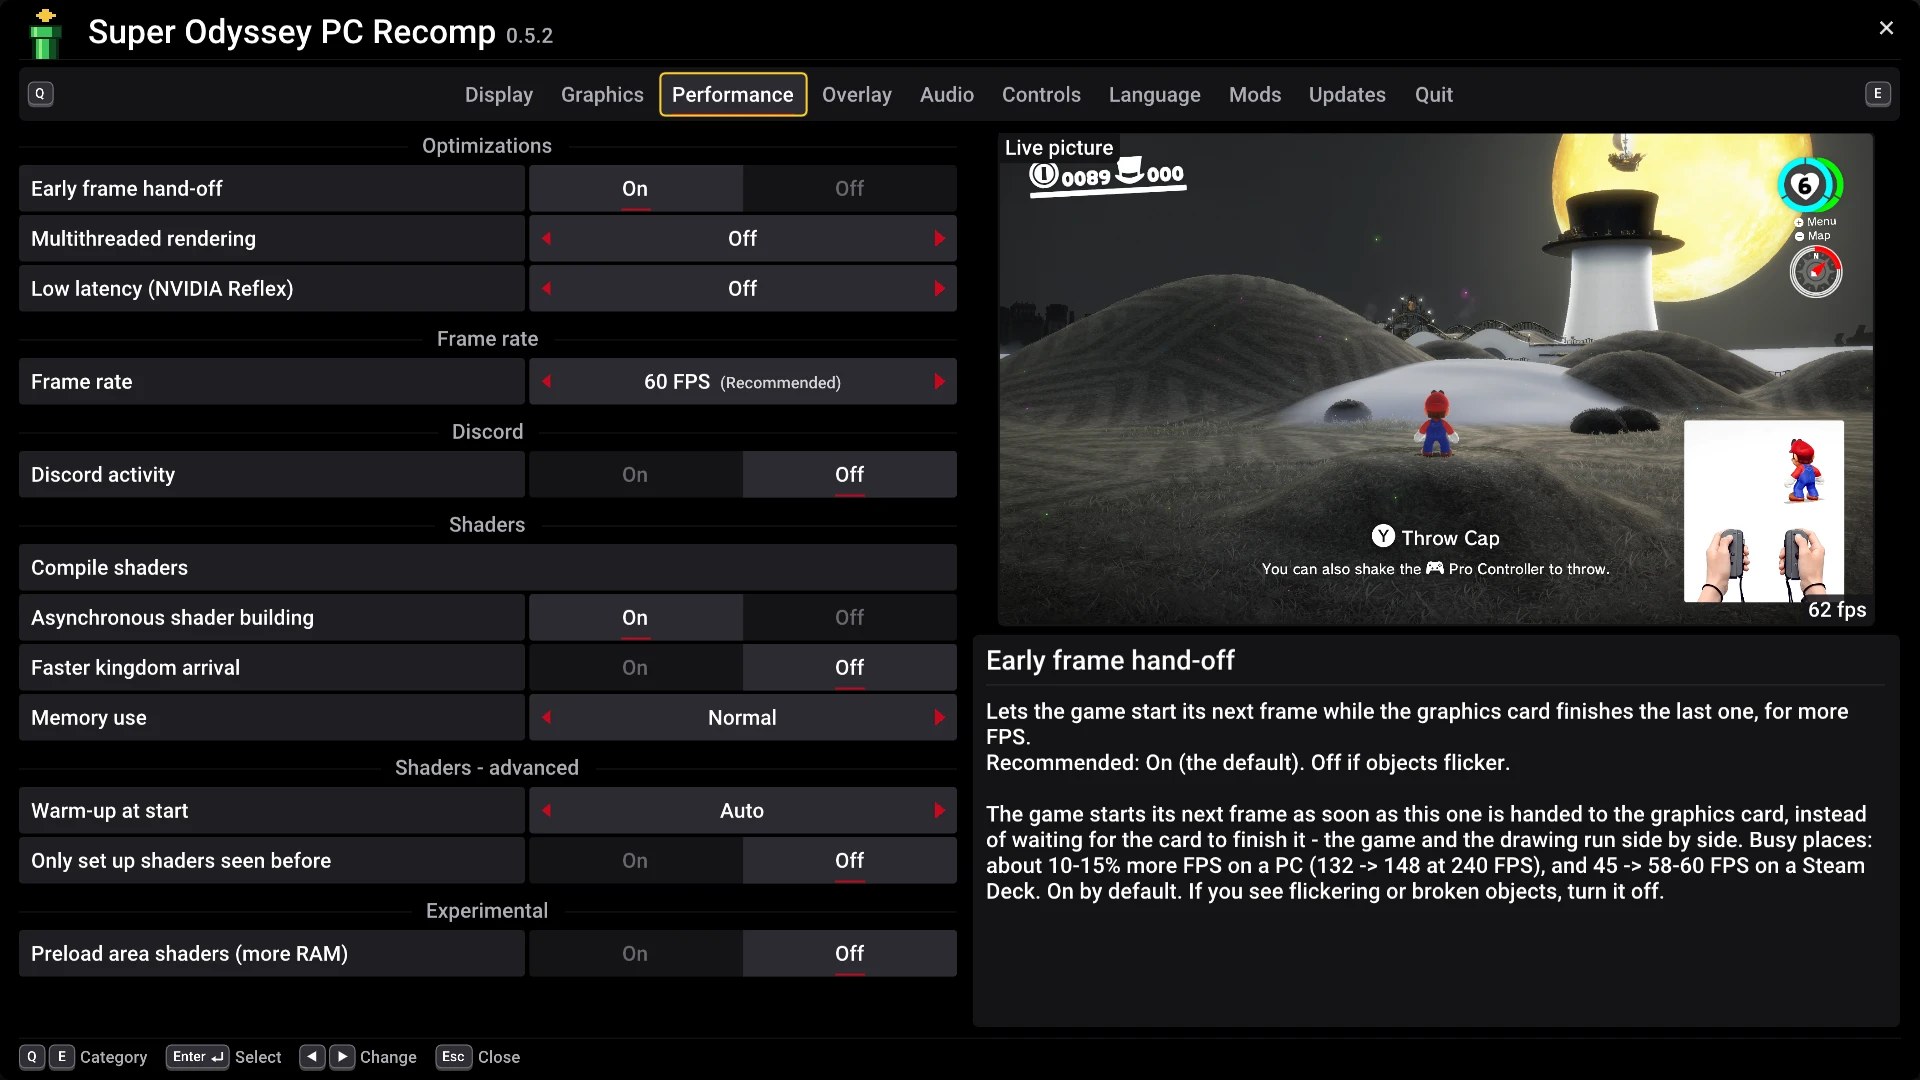 Super Odyssey PC Recomp 0.5.2
Q Display Graphics Performance Overlay Audio Controls Language Mods Updates Quit E
Optimizations
Early frame hand-off On Off
Multithreaded rendering Off
Low latency (NVIDIA Reflex) Off
Frame rate
Frame rate 60 FPS (Recommended)
Discord
Discord activity On Off
Shaders
Compile shaders
Asynchronous shader building On Off
Faster kingdom arrival On Off
Memory use Normal
Shaders - advanced
Warm-up at start Auto
Only set up shaders seen before On Off
Experimental
Preload area shaders (more RAM) On Off
Live picture
0089 000
6
Menu
Map
N
Y Throw Cap
You can also shake the Pro Controller to throw.
62 fps
Early frame hand-off
Lets the game start its next frame while the graphics card finishes the last one, for more
FPS.
Recommended: On (the default). Off if objects flicker.
The game starts its next frame as soon as this one is handed to the graphics card, instead
of waiting for the card to finish it - the game and the drawing run side by side. Busy places:
about 10-15% more FPS on a PC (132 -> 148 at 240 FPS), and 45 -> 58-60 FPS on a Steam
Deck. On by default. If you see flickering or broken objects, turn it off.
Q E Category Enter Select Change Esc Close